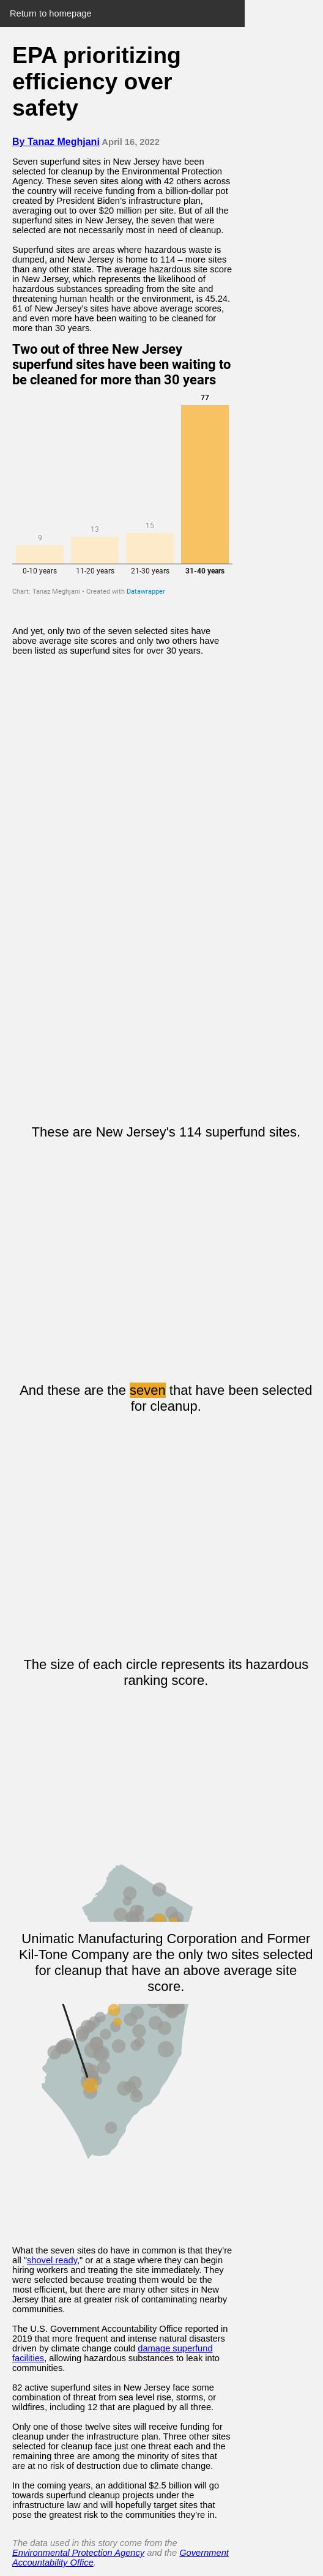 Return to homepage
EPA prioritizing
efficiency over
safety
By Tanaz Meghjani April 16, 2022
Seven superfund sites in New Jersey have been
selected for cleanup by the Environmental Protection
Agency. These seven sites along with 42 others across
the country will receive funding from a billion-dollar pot
created by President Biden's infrastructure plan,
averaging out to over $20 million per site. But of all the
superfund sites in New Jersey, the seven that were
selected are not necessarily most in need of cleanup.
Superfund sites are areas where hazardous waste is
dumped, and New Jersey is home to 114 – more sites
than any other state. The average hazardous site score
in New Jersey, which represents the likelihood of
hazardous substances spreading from the site and
threatening human health or the environment, is 45.24.
61 of New Jersey's sites have above average scores,
and even more have been waiting to be cleaned for
more than 30 years.
Two out of three New Jersey
superfund sites have been waiting to
be cleaned for more than 30 years
77
15
13
9
0-10 years 11-20 years 21-30 years 31-40 years
Chart: Tanaz Meghjani • Created with Datawrapper
And yet, only two of the seven selected sites have
above average site scores and only two others have
been listed as superfund sites for over 30 years.
These are New Jersey's 114 superfund sites.
And these are the seven that have been selected
for cleanup.
The size of each circle represents its hazardous
ranking score.
Unimatic Manufacturing Corporation and Former
Kil-Tone Company are the only two sites selected
for cleanup that have an above average site
score.
What the seven sites do have in common is that they're
all "shovel ready," or at a stage where they can begin
hiring workers and treating the site immediately. They
were selected because treating them would be the
most efficient, but there are many other sites in New
Jersey that are at greater risk of contaminating nearby
communities.
The U.S. Government Accountability Office reported in
2019 that more frequent and intense natural disasters
driven by climate change could damage superfund
facilities, allowing hazardous substances to leak into
communities.
82 active superfund sites in New Jersey face some
combination of threat from sea level rise, storms, or
wildfires, including 12 that are plagued by all three.
Only one of those twelve sites will receive funding for
cleanup under the infrastructure plan. Three other sites
selected for cleanup face just one threat each and the
remaining three are among the minority of sites that
are at no risk of destruction due to climate change.
In the coming years, an additional $2.5 billion will go
towards superfund cleanup projects under the
infrastructure law and will hopefully target sites that
pose the greatest risk to the communities they're in.
The data used in this story come from the
Environmental Protection Agency and the Government
Accountability Office.